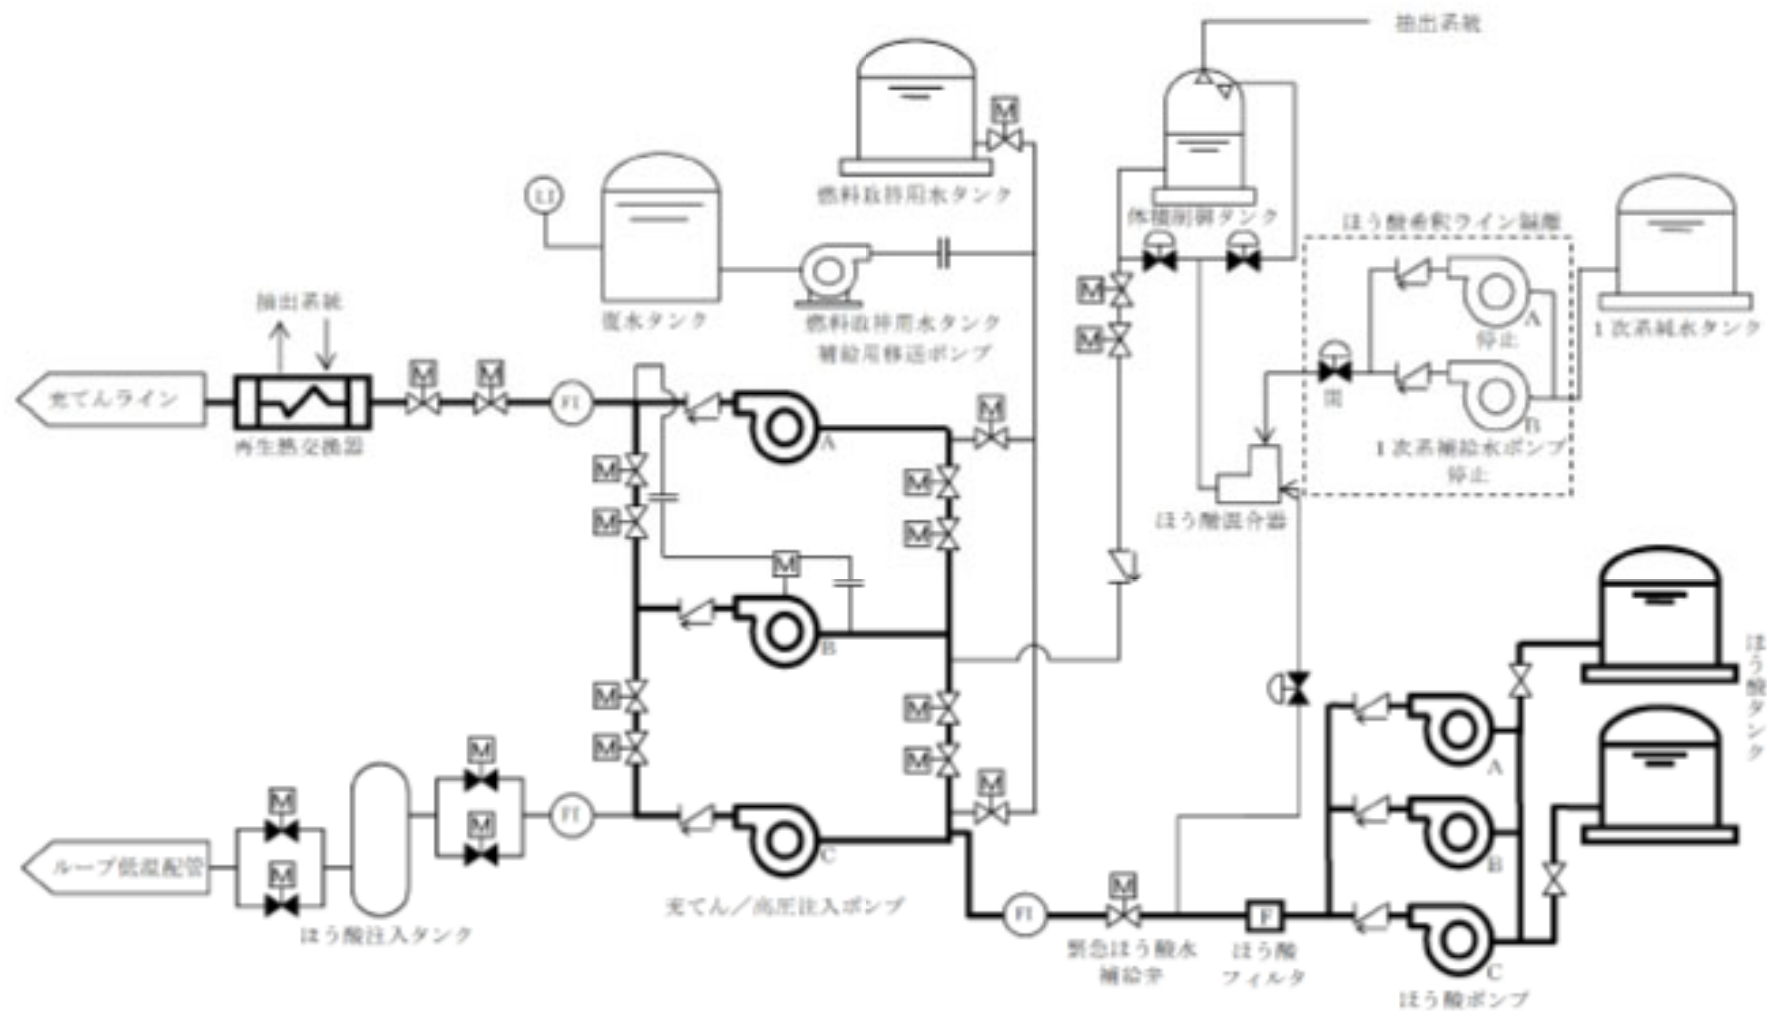 抽出系統
M
燃料取替用水タンク
体積制御タンク
LI
ほう酸希釈ライン隔離
復水タンク
燃料取替用水タンク
補給用移送ポンプ
A
停止
1次系純水タンク
M
M
抽出系統
充てんライン
再生熱交換器
M
M
FI
A
M
閉
B
1次系補給水ポンプ
停止
M
M
M
M
ほう酸混合器
M
B
M
M
M
M
ほう酸タンク
A
M
M
FI
M
C
B
M
M
ループ低温配管
ほう酸注入タンク
充てん/高圧注入ポンプ
FI
M
F
緊急ほう酸水
補給弁
ほう酸
フィルタ
C
ほう酸ポンプ